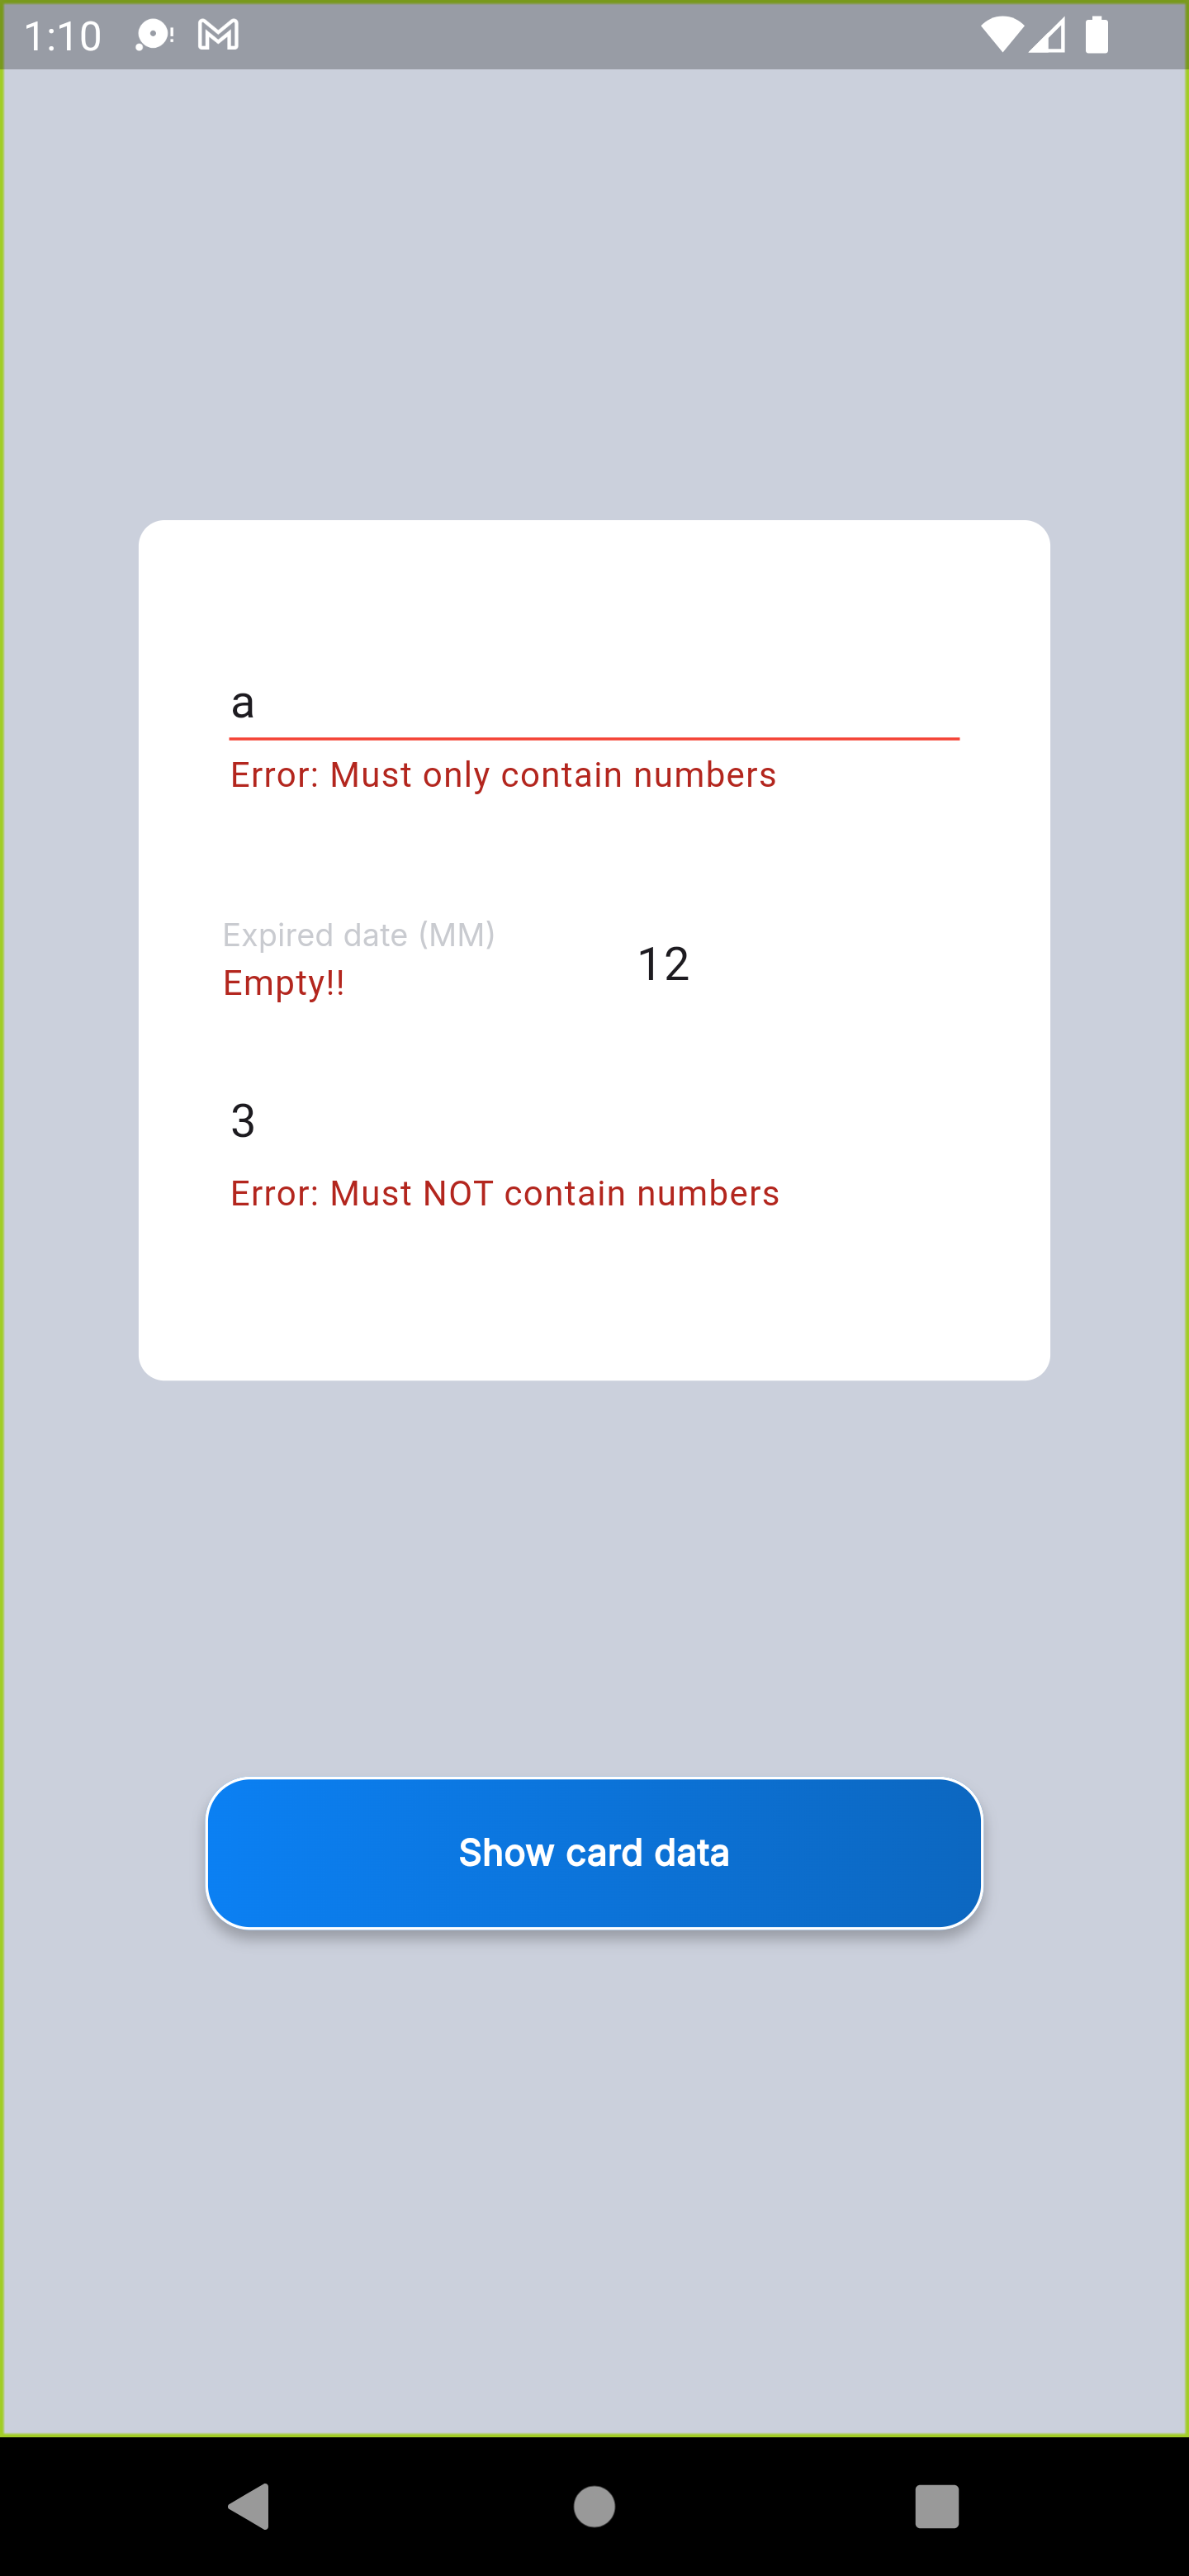 1:10
a
Error: Must only contain numbers
Expired date (MM)
Empty!!
12
3
Error: Must NOT contain numbers
Show card data